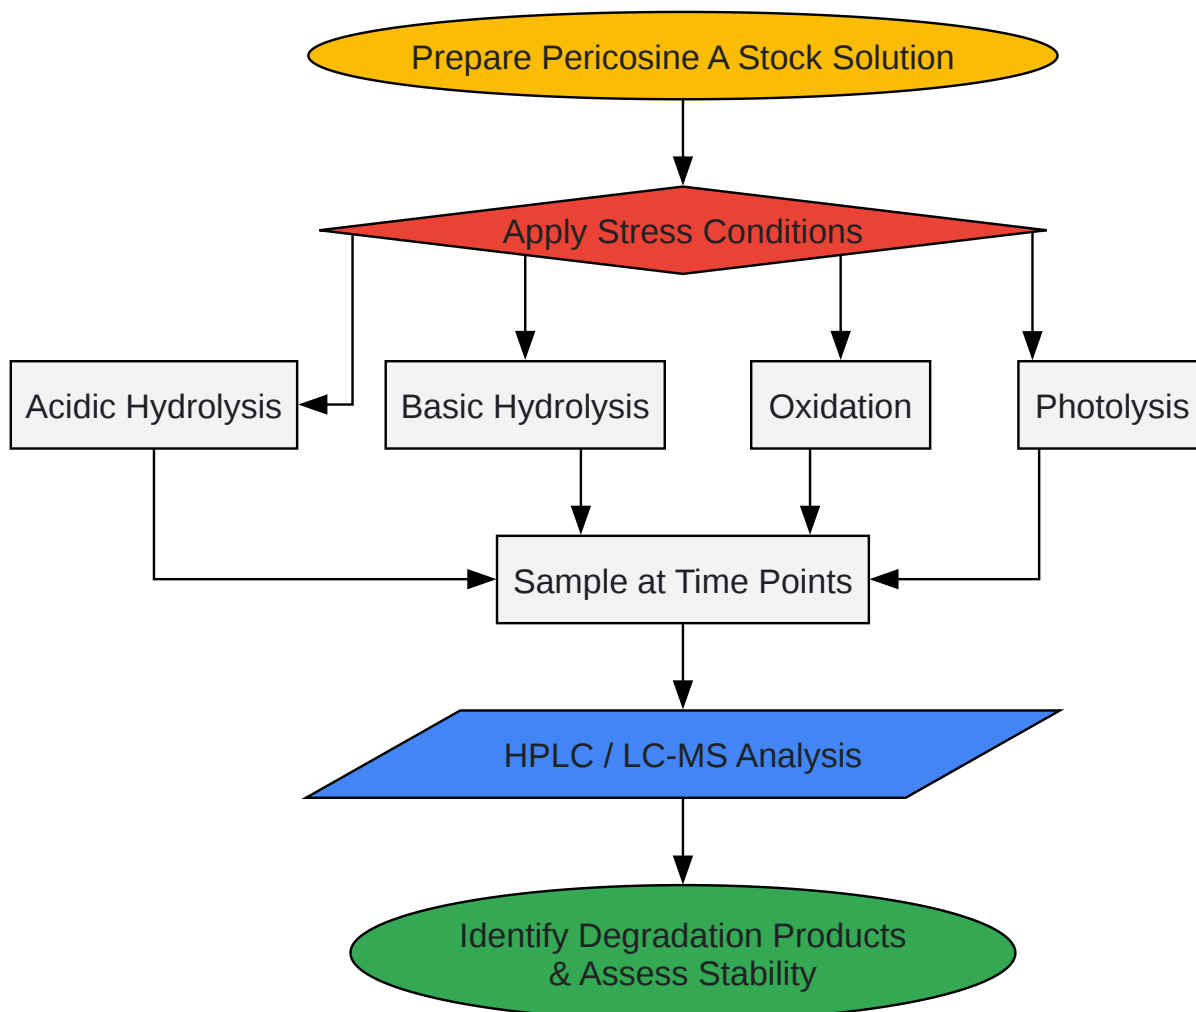 Prepare Pericosine A Stock Solution
Apply Stress Conditions
Acidic Hydrolysis
Basic Hydrolysis
Oxidation
Photolysis
Sample at Time Points
HPLC / LC-MS Analysis
Identify Degradation Products
& Assess Stability